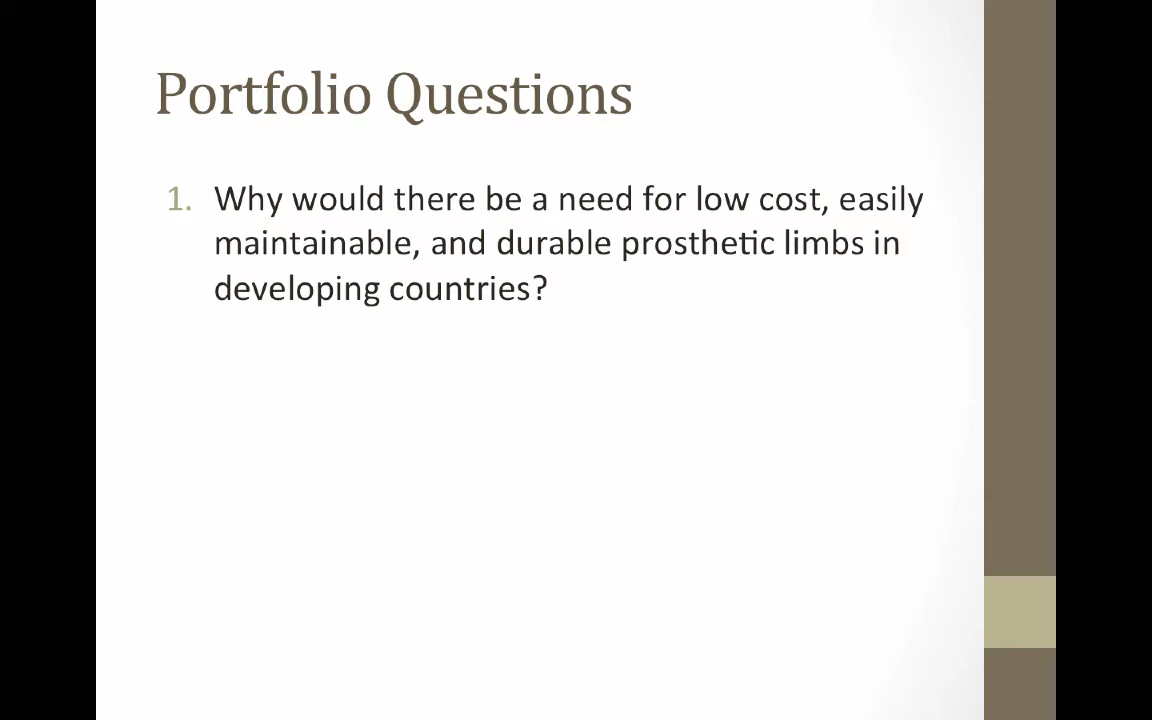 Portfolio Questions
1. Why would there be a need for low cost, easily
maintainable, and durable prosthetic limbs in
developing countries?